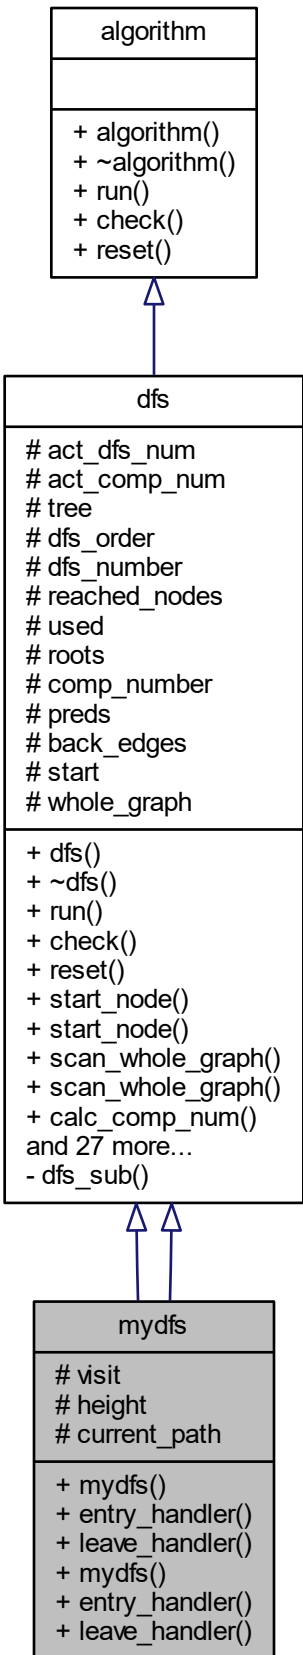 algorithm
+ algorithm()
+ ~algorithm()
+ run()
+ check()
+ reset()
dfs
# act_dfs_num
# act_comp_num
# tree
# dfs_order
# dfs_number
# reached_nodes
# used
# roots
# comp_number
# preds
# back_edges
# start
# whole_graph
+ dfs()
+ ~dfs()
+ run()
+ check()
+ reset()
+ start_node()
+ start_node()
+ scan_whole_graph()
+ scan_whole_graph()
+ calc_comp_num()
and 27 more...
- dfs_sub()
mydfs
# visit
# height
# current_path
+ mydfs()
+ entry_handler()
+ leave_handler()
+ mydfs()
+ entry_handler()
+ leave_handler()